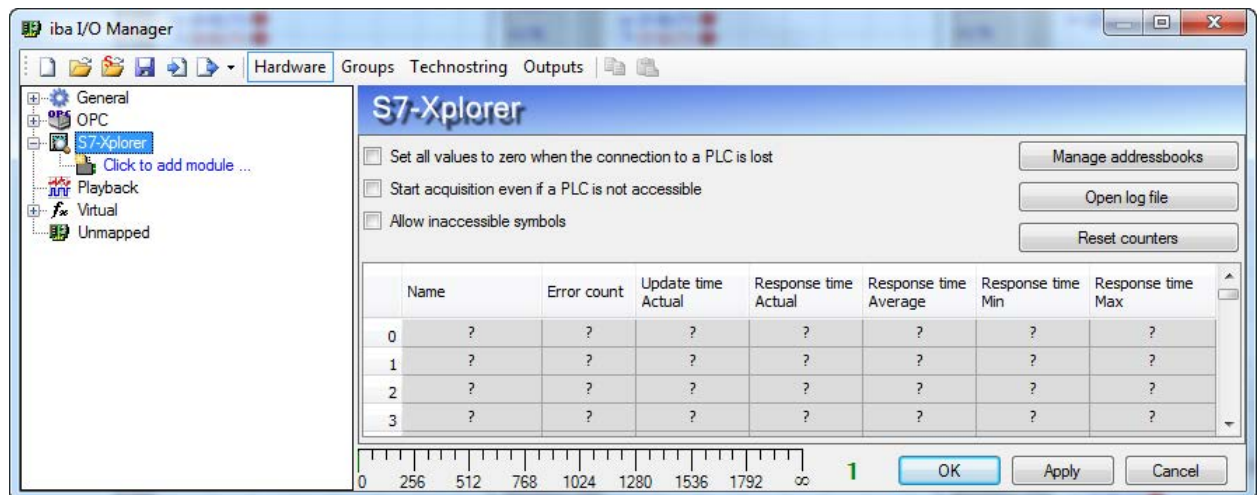 iba I/O Manager
Hardware Groups Technostring Outputs
General
OPC
S7-Xplorer
Click to add module ...
Playback
Virtual
Unmapped
S7-Xplorer
Set all values to zero when the connection to a PLC is lost
Start acquisition even if a PLC is not accessible
Allow inaccessible symbols
Manage addressbooks
Open log file
Reset counters
Name Error count Update time Actual Response time Actual Response time Average Response time Min Response time Max
0 ? ? ? ? ? ? ?
1 ? ? ? ? ? ? ?
2 ? ? ? ? ? ? ?
3 ? ? ? ? ? ? ?
0 256 512 768 1024 1280 1536 1792 ∞ 1
OK Apply Cancel